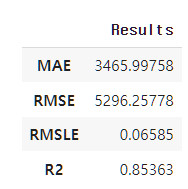 Results
MAE 3465.99758
RMSE 5296.25778
RMSLE 0.06585
R2 0.85363